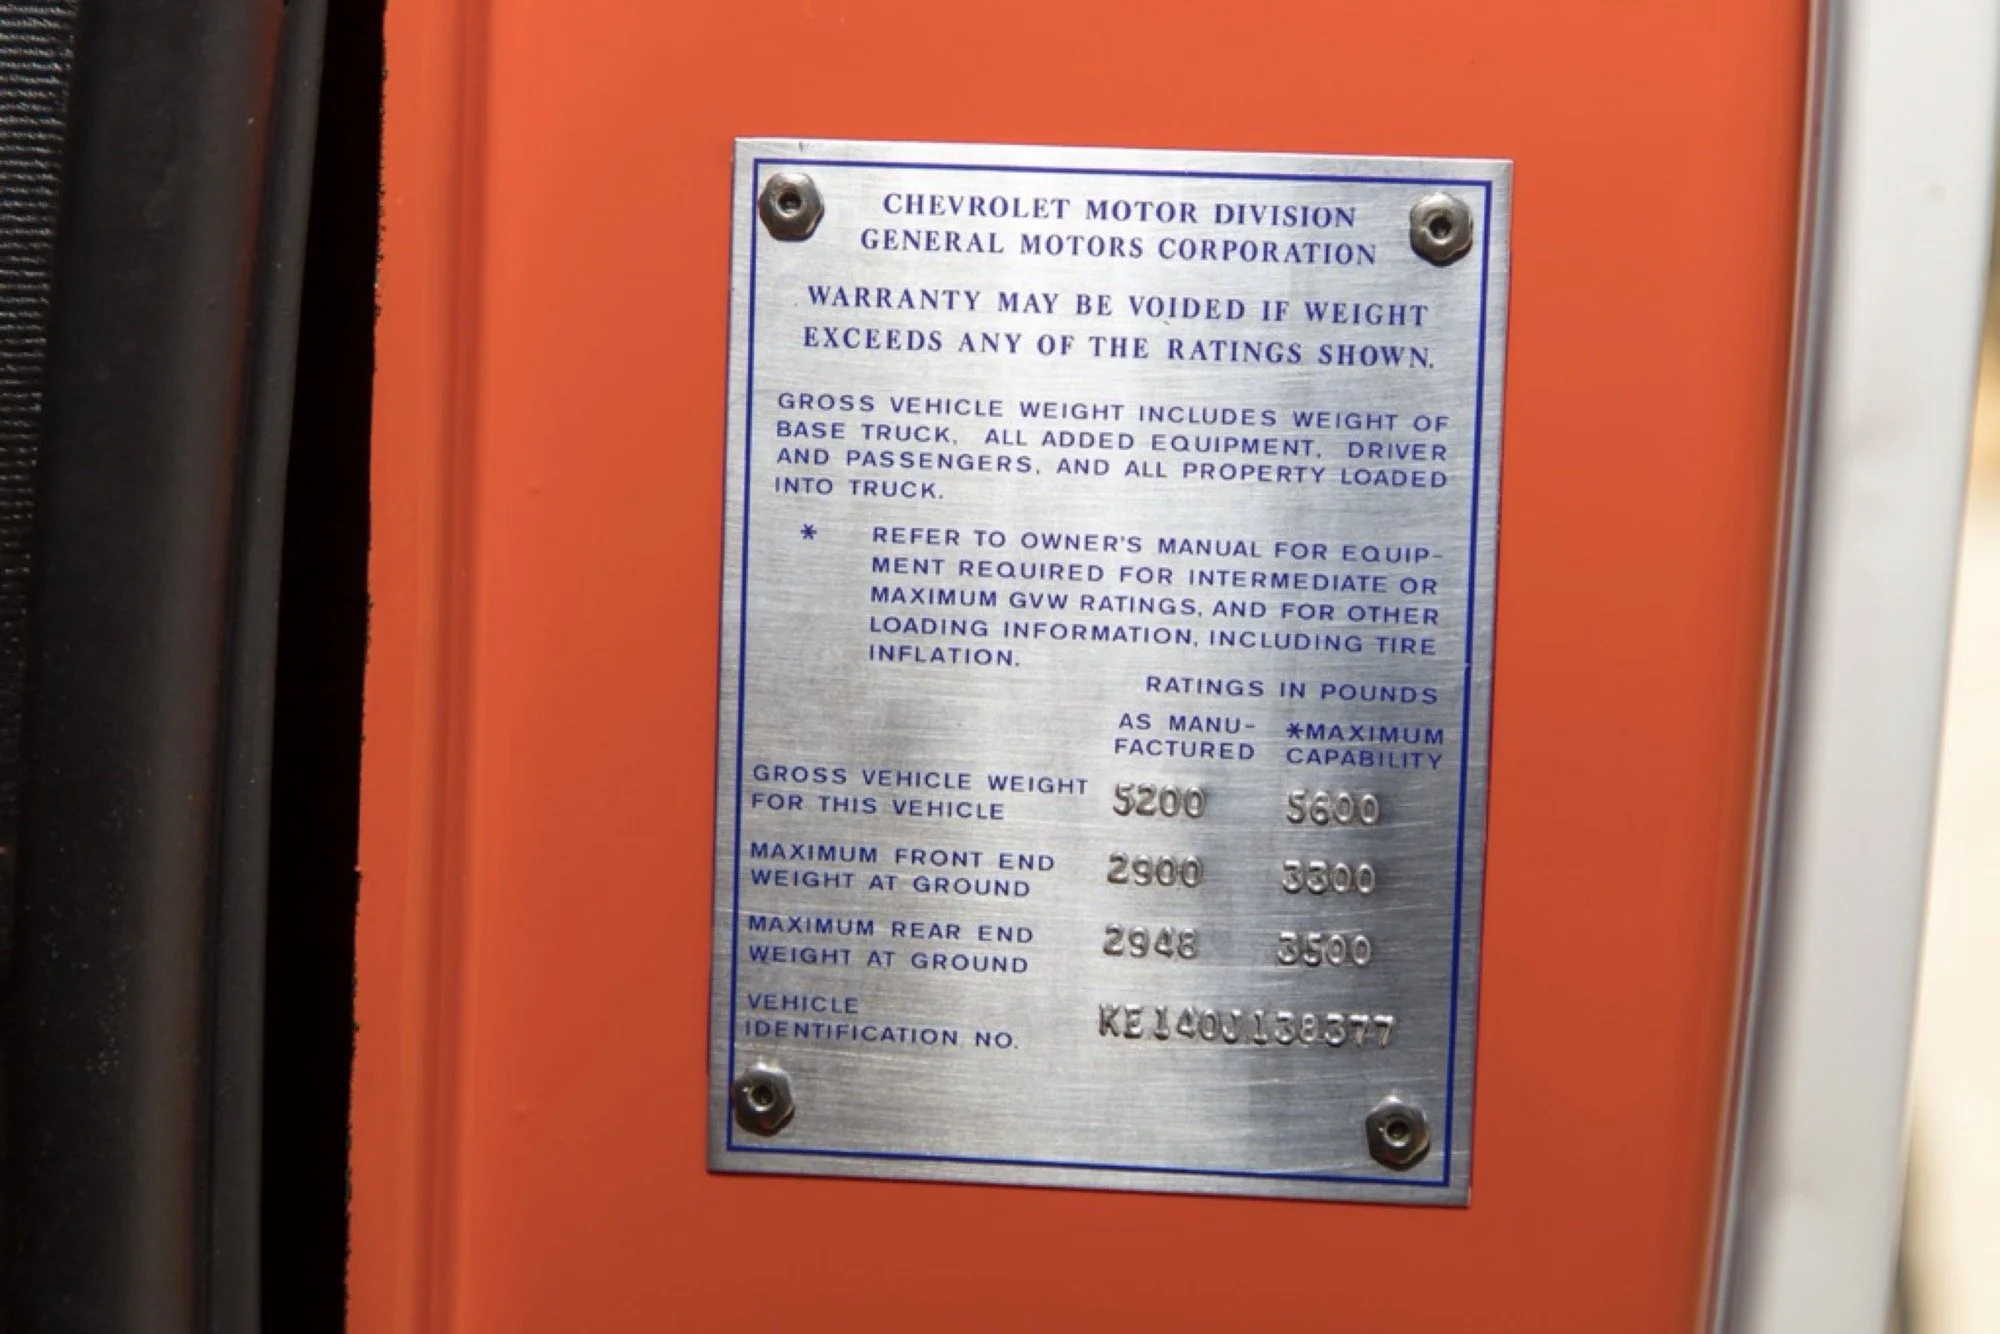 CHEVROLET MOTOR DIVISION
GENERAL MOTORS CORPORATION
WARRANTY MAY BE VOIDED IF WEIGHT
EXCEEDS ANY OF THE RATINGS SHOWN.
GROSS VEHICLE WEIGHT INCLUDES WEIGHT OF
BASE TRUCK, ALL ADDED EQUIPMENT, DRIVER
AND PASSENGERS, AND ALL PROPERTY LOADED
INTO TRUCK.
* REFER TO OWNER'S MANUAL FOR EQUIP-
MENT REQUIRED FOR INTERMEDIATE OR
MAXIMUM GVW RATINGS, AND FOR OTHER
LOADING INFORMATION, INCLUDING TIRE
INFLATION.
RATINGS IN POUNDS
AS MANU- *MAXIMUM
FACTURED CAPABILITY
GROSS VEHICLE WEIGHT
FOR THIS VEHICLE 5200 5600
MAXIMUM FRONT END
WEIGHT AT GROUND 2900 3300
MAXIMUM REAR END
WEIGHT AT GROUND 2948 3500
VEHICLE
IDENTIFICATION NO. KE140J138377